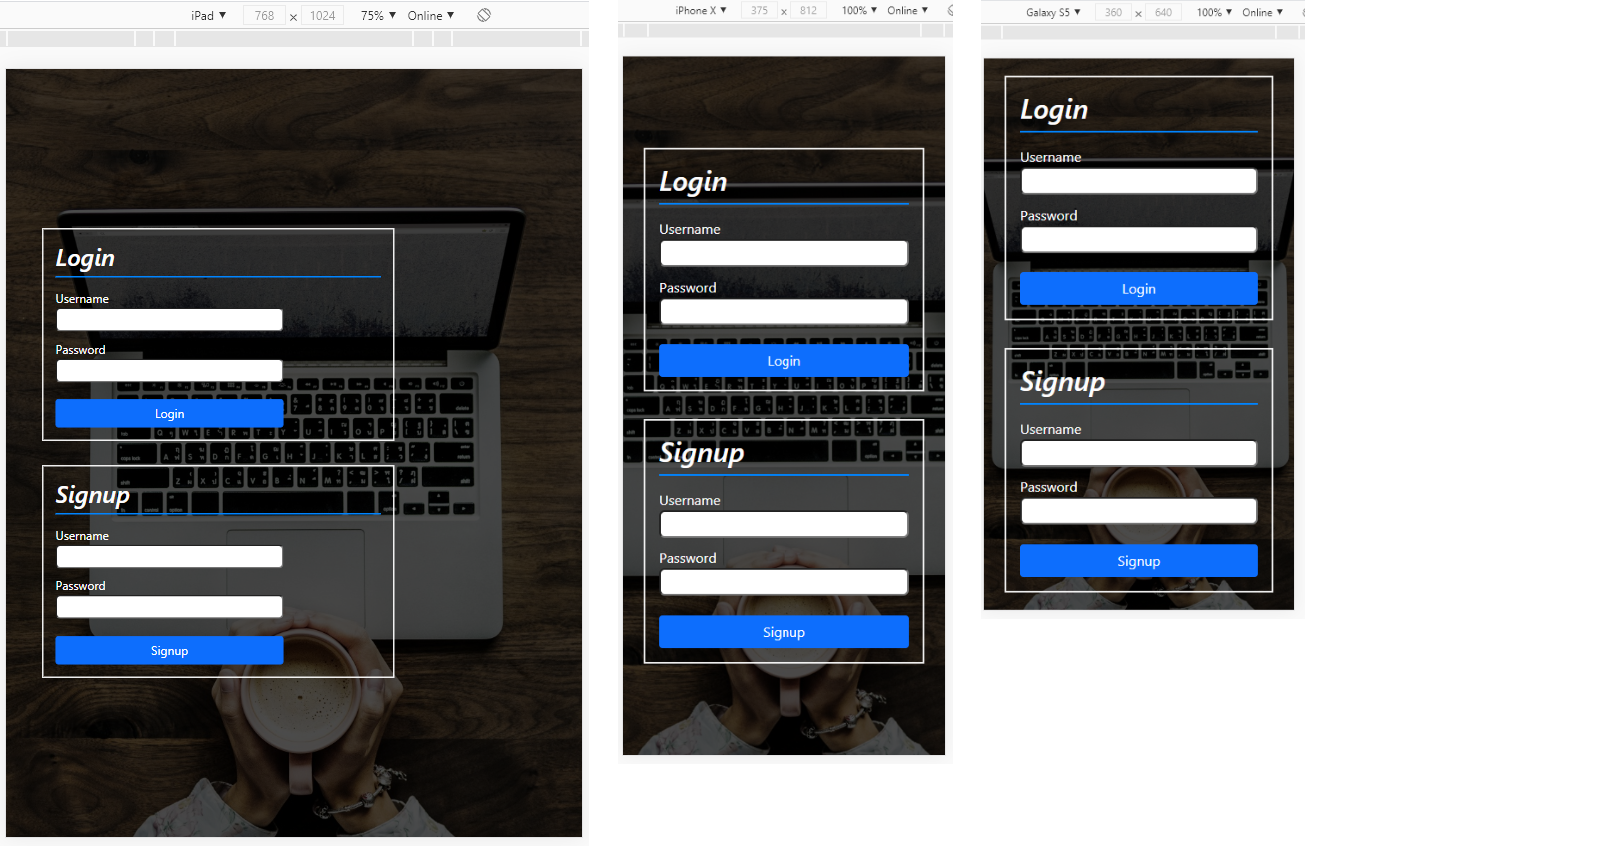 iPad ▼ 768 × 1024 75% ▼ Online ▼
Login
Username
Password
Login
Signup
Username
Password
Signup
iPhone X ▼ 375 x 812 100% ▼ Online ▼
Login
Username
Password
Login
Signup
Username
Password
Signup
Galaxy S5 ▼ 360 × 640 100% ▼ Online ▼
Login
Username
Password
Login
Signup
Username
Password
Signup